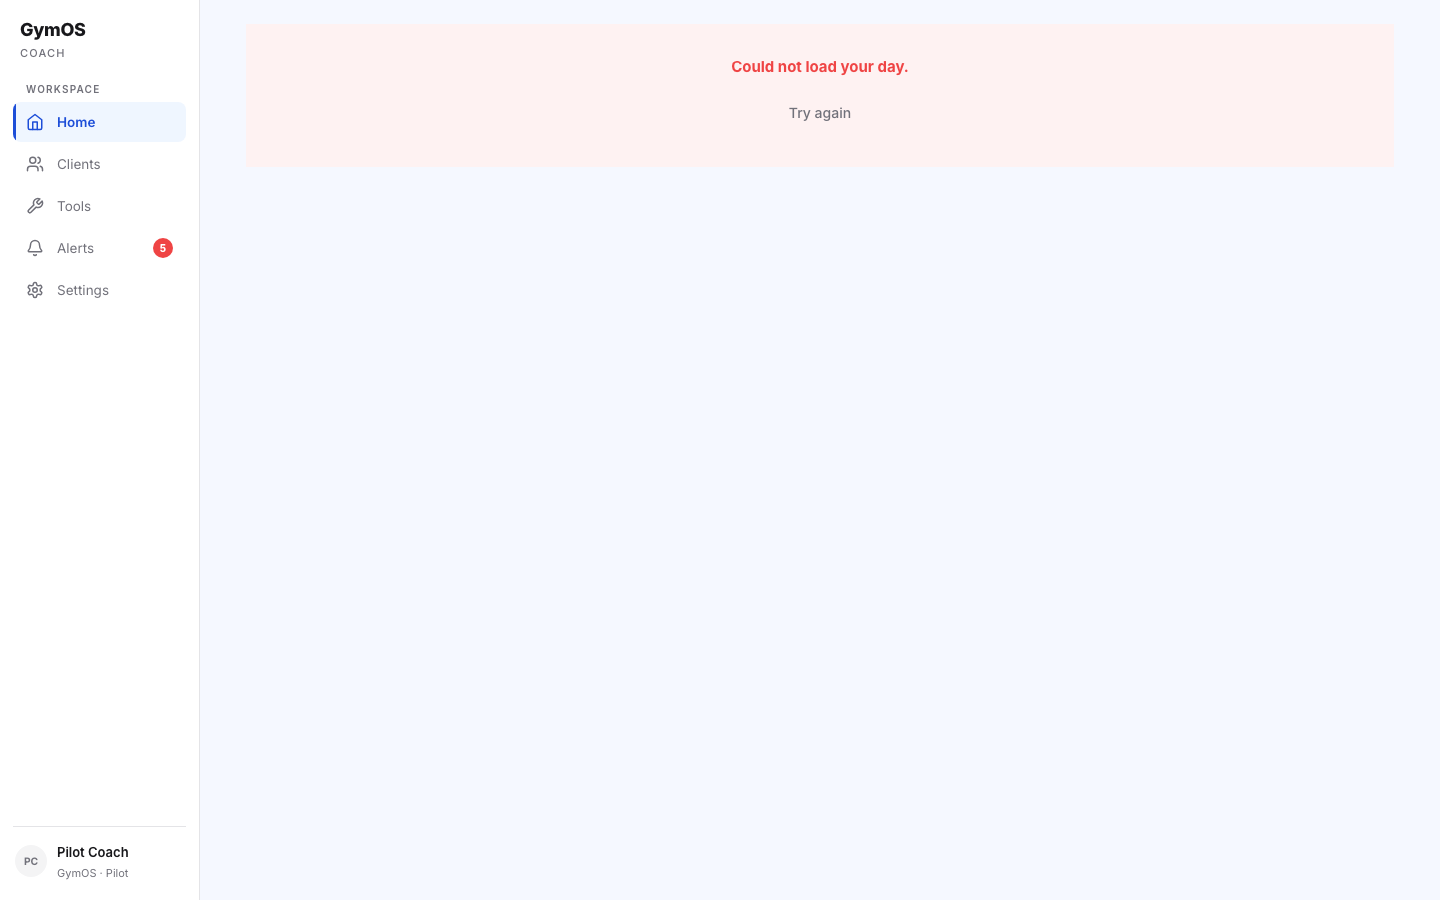 GymOS
COACH
WORKSPACE
Home
Clients
Tools
Alerts 5
Settings
Could not load your day.
Try again
PC
Pilot Coach
GymOS · Pilot